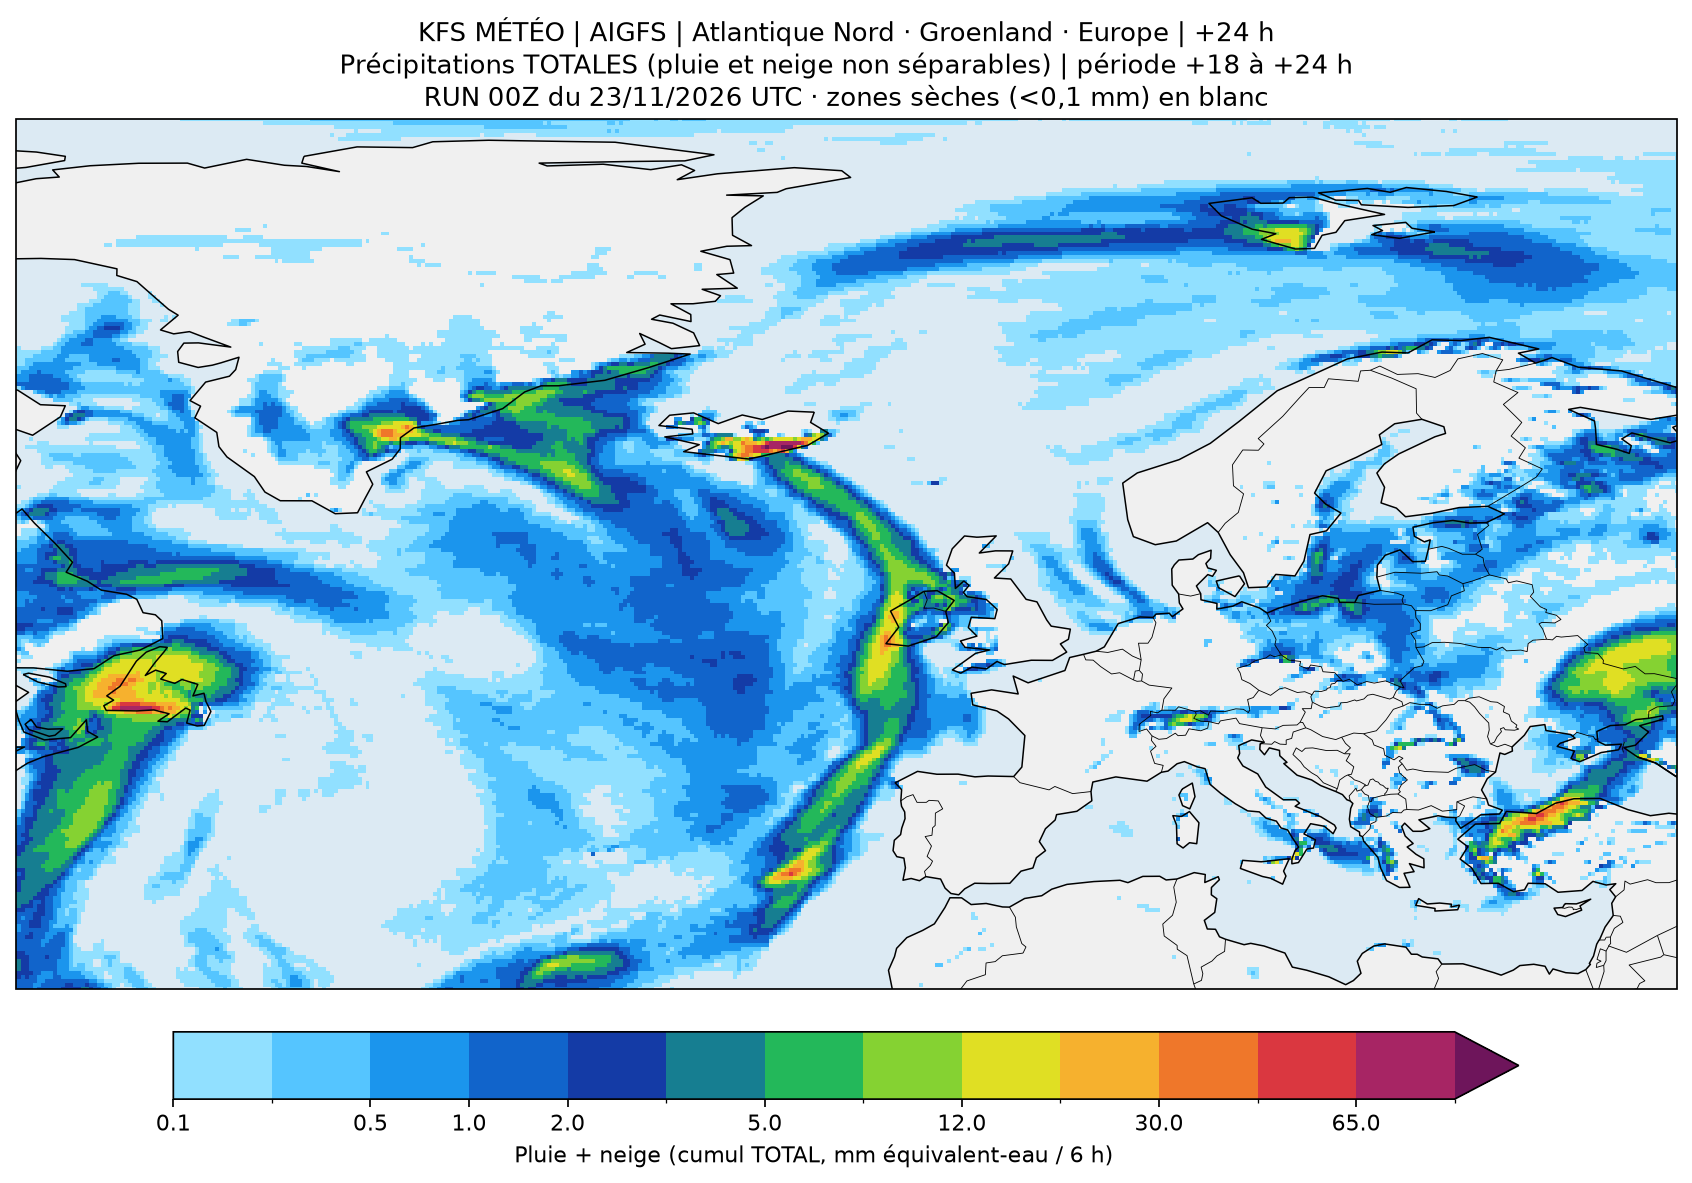 KFS MÉTÉO | AIGFS | Atlantique Nord · Groenland · Europe | +24 h
Précipitations TOTALES (pluie et neige non séparables) | période +18 à +24 h
RUN 00Z du 23/11/2026 UTC · zones sèches (<0,1 mm) en blanc
0.1 0.5 1.0 2.0 5.0 12.0 30.0 65.0
Pluie + neige (cumul TOTAL, mm équivalent-eau / 6 h)